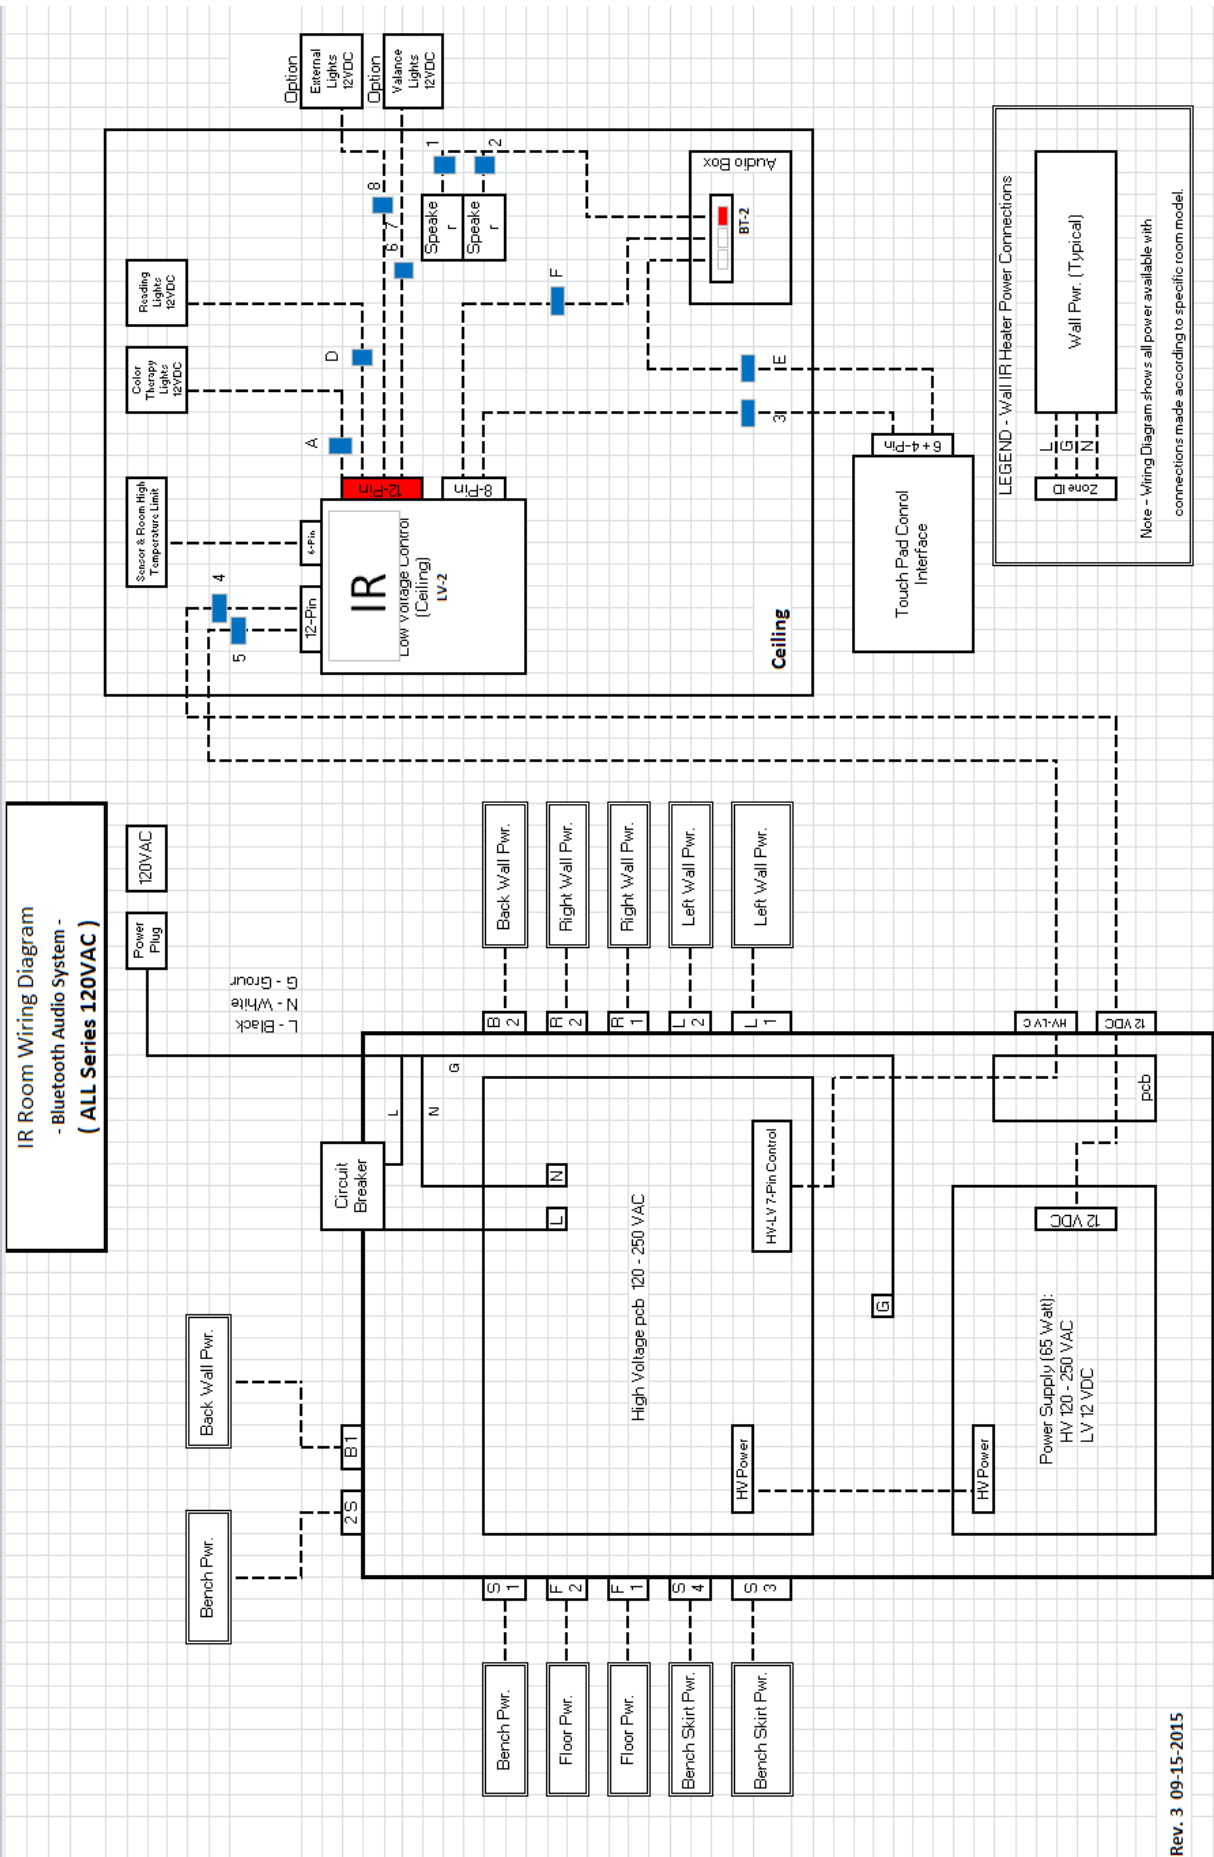 IR Room Wiring Diagram
- Bluetooth Audio System -
( ALL Series 120VAC )
Power
Plug
120VAC
L - Black
N - White
G - Groun
Bench Pwr.
Back Wall Pwr.
2 S
B 1
Circuit
Breaker
L
N
G
L
N
High Voltage pcb 120 - 250 VAC
HV-LV 7-Pin Control
HV Power
G
Power Supply (65 Watt):
HV 120 - 250 VAC
LV 12 VDC
HV Power
12 VDC
pcb
Bench Pwr.
Floor Pwr.
Floor Pwr.
Bench Skirt Pwr.
Bench Skirt Pwr.
S
1
F
2
F
1
S
4
S
3
B
2
R
2
R
1
L
2
L
1
HV-LV C
12 VDC
Back Wall Pwr.
Right Wall Pwr.
Right Wall Pwr.
Left Wall Pwr.
Left Wall Pwr.
Sensor & Room High
Temperature Limit
Color
Therapy
Lights
12VDC
Reading
Lights
12VDC
Option
External
Lights
12VDC
Option
Valance
Lights
12VDC
4
5
A
D
8
7
6
1
2
12-Pin
6-Pin
12-Pin
8-Pin
IR
Low Voltage Control
(Ceiling)
LV-2
Speake
r
Speake
r
F
3
E
Audio Box
BT-2
Ceiling
Touch Pad Conrol
Interface
6+4-Pin
LEGEND - Wall IR Heater Power Connections
Zone ID
L
G
N
Wall Pwr. (Typical)
Note - Wiring Diagram shows all power available with
connections made according to specific room model.
Rev. 3 09-15-2015